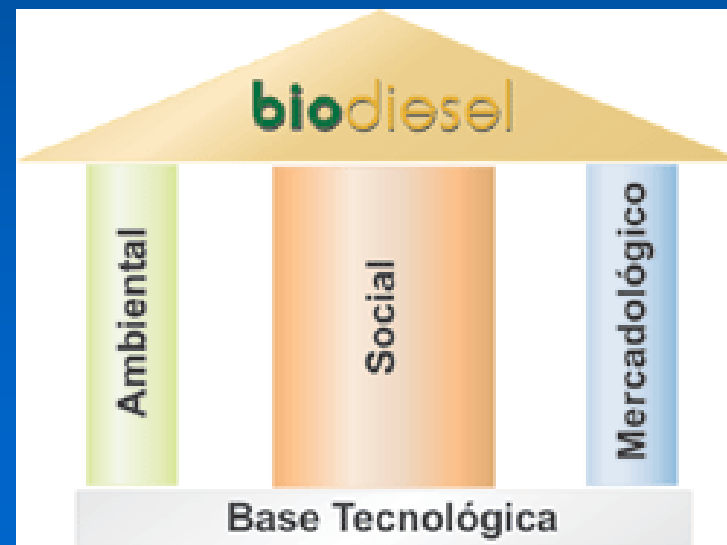 biodiesel
Ambiental
Social
Mercadológico
Base Tecnológica